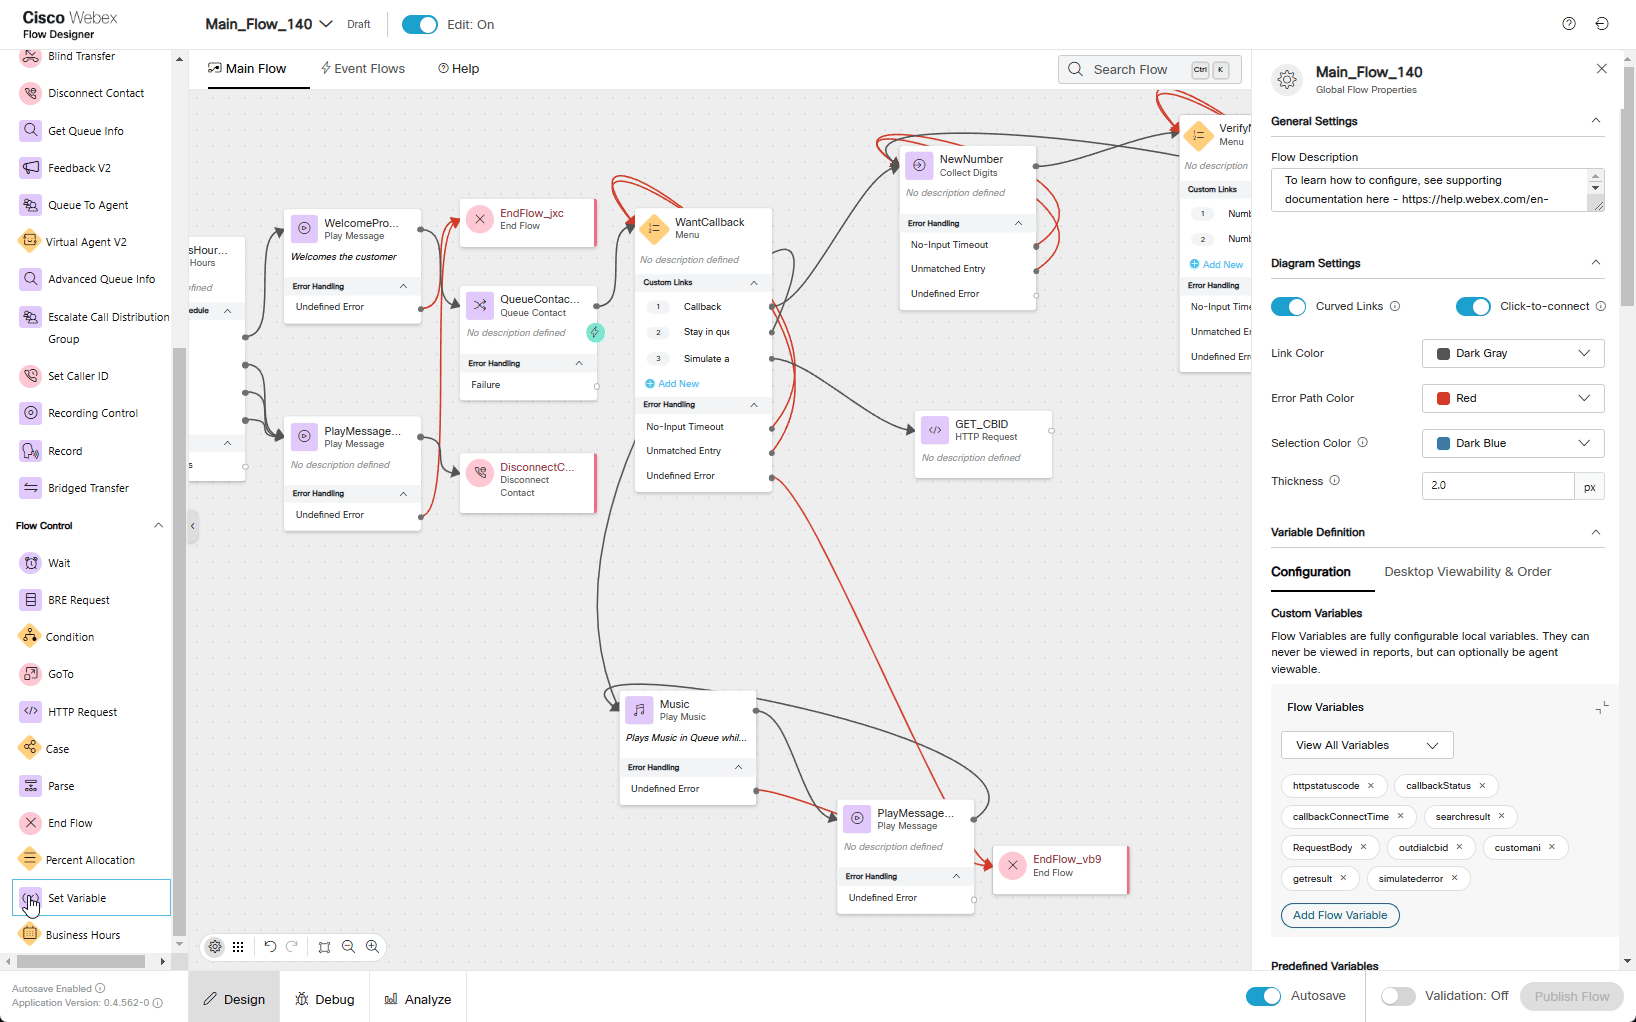 Cisco Webex
Flow Designer
Main_Flow_140
Draft
Edit: On
Blind Transfer
Disconnect Contact
Get Queue Info
Feedback V2
Queue To Agent
Virtual Agent V2
Advanced Queue Info
Escalate Call Distribution
Group
Set Caller ID
Recording Control
Record
Bridged Transfer
Flow Control
Wait
BRE Request
Condition
GoTo
HTTP Request
Case
Parse
End Flow
Percent Allocation
Set Variable
Business Hours
Autosave Enabled
Application Version: 0.4.562-0
Main Flow
Event Flows
Help
Search Flow
Ctrl
K
sHour...
Hours
efined
edule
s
WelcomePro...
Play Message
Welcomes the customer
Error Handling
Undefined Error
PlayMessage...
Play Message
No description defined
Error Handling
Undefined Error
EndFlow_jxc
End Flow
QueueContac...
Queue Contact
No description defined
Error Handling
Failure
DisconnectC...
Disconnect
Contact
WantCallback
Menu
No description defined
Custom Links
1
Callback
2
Stay in que
3
Simulate a
Add New
Error Handling
No-Input Timeout
Unmatched Entry
Undefined Error
NewNumber
Collect Digits
No description defined
Error Handling
No-Input Timeout
Unmatched Entry
Undefined Error
GET_CBID
HTTP Request
No description defined
VerifyN
Menu
No description
Custom Links
1
Numb
2
Numb
Add New
Error Handling
No-Input Time
Unmatched En
Undefined Erro
Music
Play Music
Plays Music in Queue whil...
Error Handling
Undefined Error
PlayMessage...
Play Message
No description defined
Error Handling
Undefined Error
EndFlow_vb9
End Flow
Main_Flow_140
Global Flow Properties
General Settings
Flow Description
To learn how to configure, see supporting
documentation here - https://help.webex.com/en-
Diagram Settings
Curved Links
Click-to-connect
Link Color
Dark Gray
Error Path Color
Red
Selection Color
Dark Blue
Thickness
2.0
px
Variable Definition
Configuration
Desktop Viewability & Order
Custom Variables
Flow Variables are fully configurable local variables. They can
never be viewed in reports, but can optionally be agent
viewable.
Flow Variables
View All Variables
httpstatuscode
callbackStatus
callbackConnectTime
searchresult
RequestBody
outdialcbid
customani
getresult
simulatederror
Add Flow Variable
Predefined Variables
Design
Debug
Analyze
Autosave
Validation: Off
Publish Flow